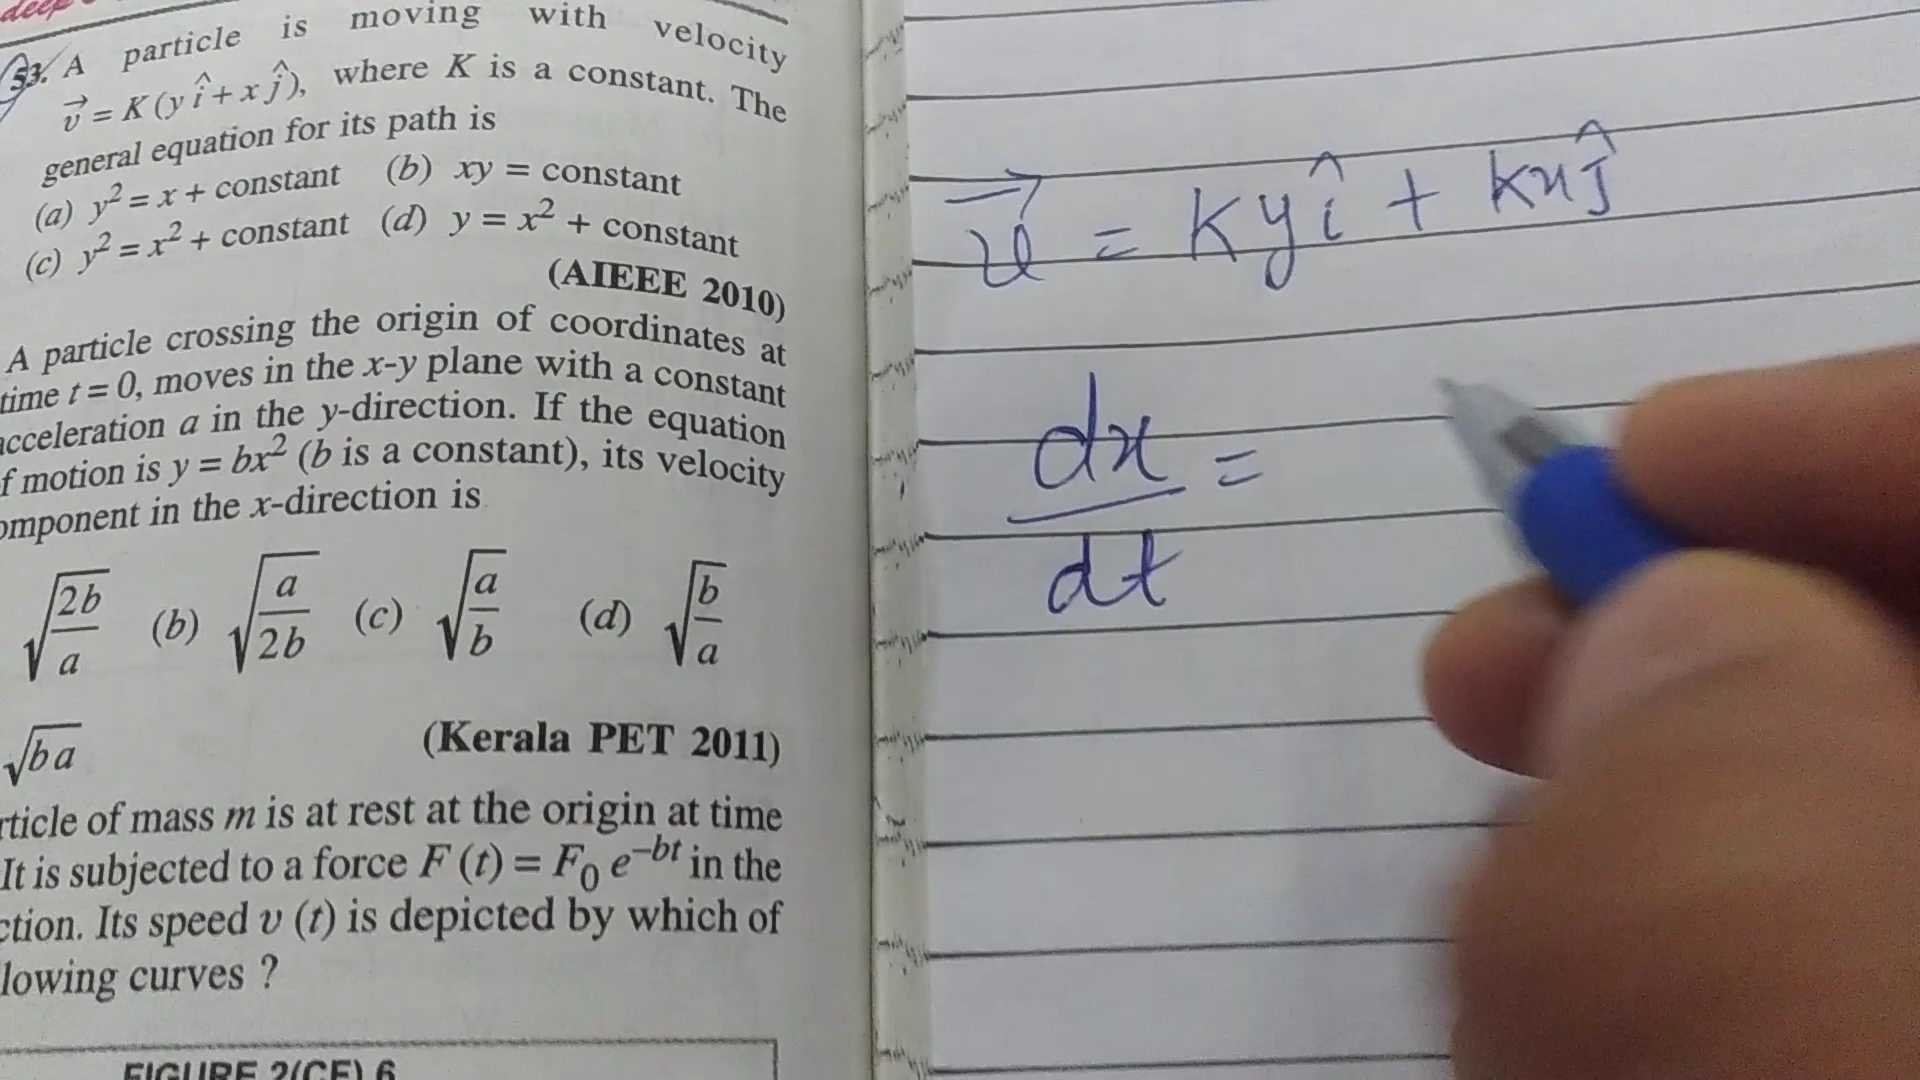 deep
53. A particle is moving with velocity
v⃗ = K (y î + x ĵ), where K is a constant. The
general equation for its path is
(a) y² = x + constant (b) xy = constant
(c) y² = x² + constant (d) y = x² + constant
(AIEEE 2010)
A particle crossing the origin of coordinates at
time t = 0, moves in the x-y plane with a constant
acceleration a in the y-direction. If the equation
f motion is y = bx² (b is a constant), its velocity
omponent in the x-direction is
√(2b/a) (b) √(a/2b) (c) √(a/b) (d) √(b/a)
√ba
(Kerala PET 2011)
rticle of mass m is at rest at the origin at time
It is subjected to a force F (t) = F₀ e^(–bt) in the
ction. Its speed v (t) is depicted by which of
lowing curves ?
FIGURE 2(CF).6
v⃗ = Kyî + Kxĵ
dx/dt =